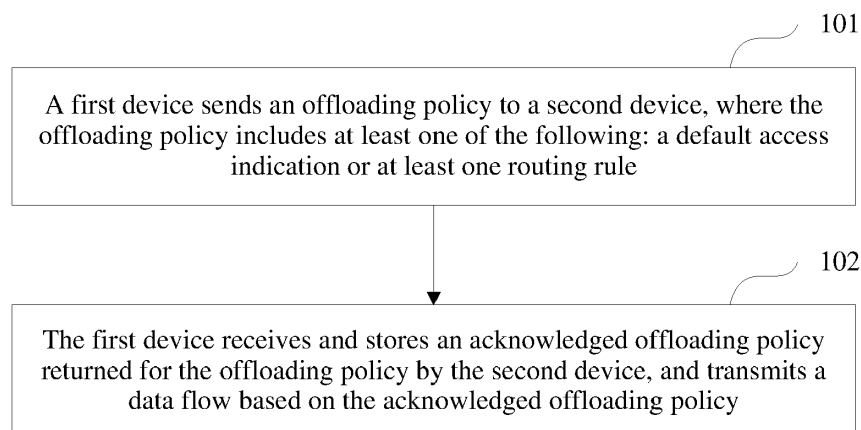 101
A first device sends an offloading policy to a second device, where the
offloading policy includes at least one of the following: a default access
indication or at least one routing rule
102
The first device receives and stores an acknowledged offloading policy
returned for the offloading policy by the second device, and transmits a
data flow based on the acknowledged offloading policy